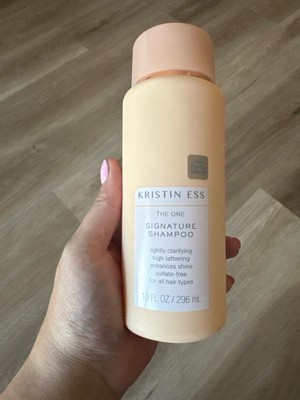 KRISTIN ESS
THE ONE
SIGNATURE
SHAMPOO
lightly clarifying
high lathering
enhances shine
sulfate-free
for all hair types
10 FL OZ / 296 mL